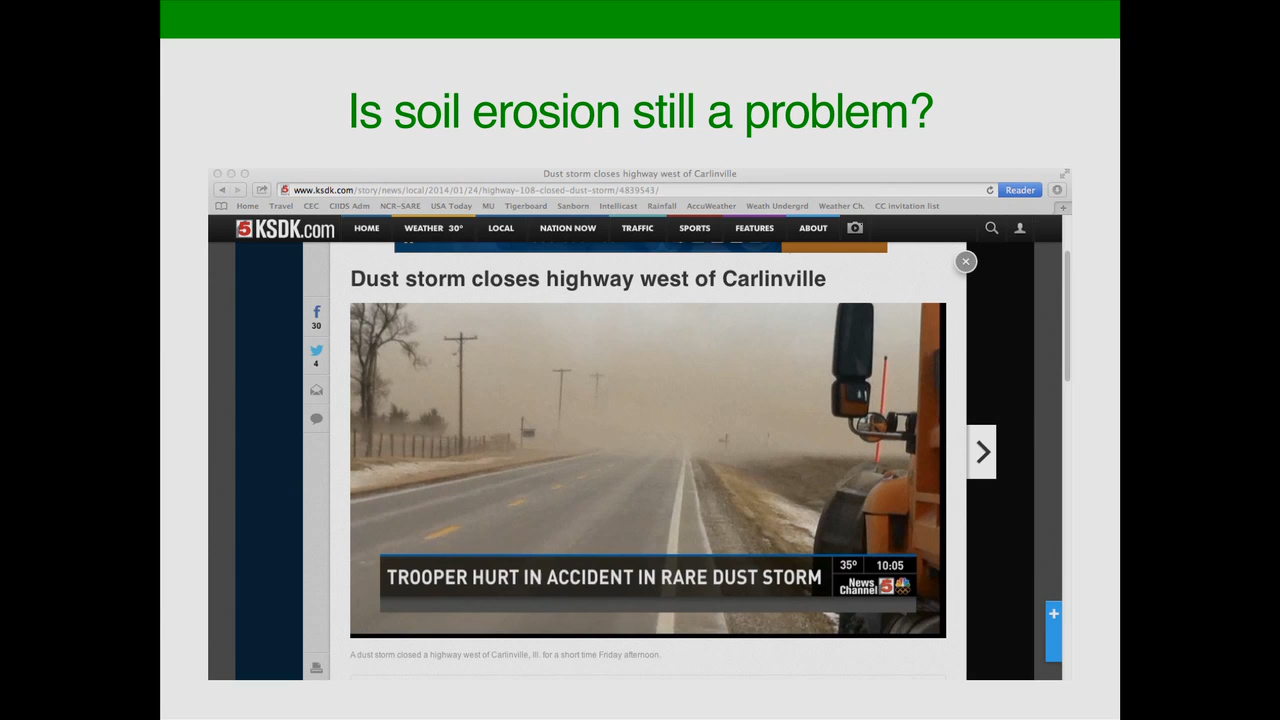 Is soil erosion still a problem?
Dust storm closes highway west of Carlinville
www.ksdk.com/story/news/local/2014/01/24/highway-108-closed-dust-storm/4839543/
Reader
Home Travel CEC CIIDS Adm NCR-SARE USA Today MU Tigerboard Sanborn Intellicast Rainfall AccuWeather Weath Undergrd Weather Ch. CC invitation list
5 KSDK.com HOME WEATHER 30° LOCAL NATION NOW TRAFFIC SPORTS FEATURES ABOUT
Dust storm closes highway west of Carlinville
30
4
35° 10:05
TROOPER HURT IN ACCIDENT IN RARE DUST STORM
News Channel 5
A dust storm closed a highway west of Carlinville, Ill. for a short time Friday afternoon.